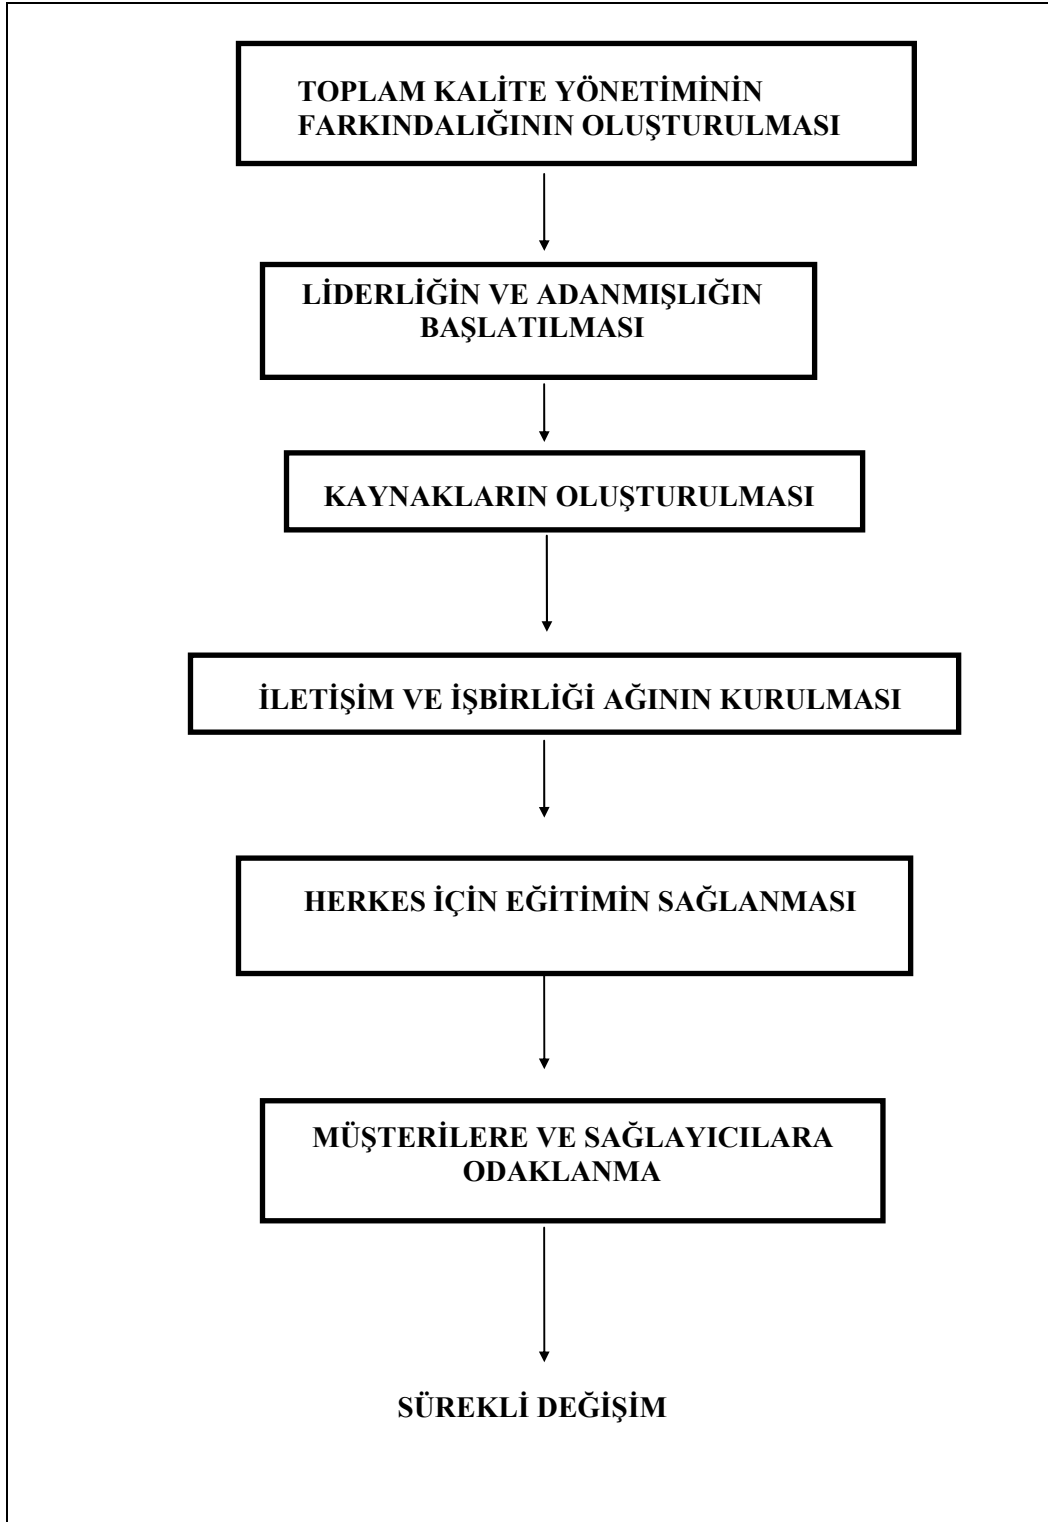 TOPLAM KALİTE YÖNETİMİNİN
FARKINDALIĞININ OLUŞTURULMASI
LİDERLİĞİN VE ADANMIŞLIĞIN
BAŞLATILMASI
KAYNAKLARIN OLUŞTURULMASI
İLETİŞİM VE İŞBİRLİĞİ AĞININ KURULMASI
HERKES İÇİN EĞİTİMİN SAĞLANMASI
MÜŞTERİLERE VE SAĞLAYICILARA
ODAKLANMA
SÜREKLİ DEĞİŞİM